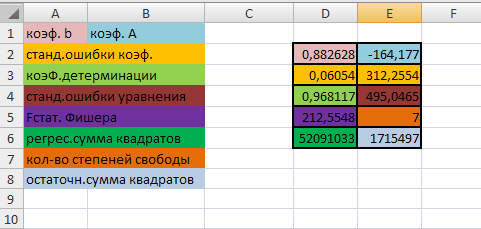 A B C D E F
1 коэф. b коэф. А
2 станд.ошибки коэф. 0,882628 -164,177
3 коэФ.детерминации 0,06054 312,2554
4 станд.ошибки уравнения 0,968117 495,0465
5 Fстат. Фишера 212,5548 7
6 регрес.сумма квадратов 52091033 1715497
7 кол-во степеней свободы
8 остаточн.сумма квадратов
9
10